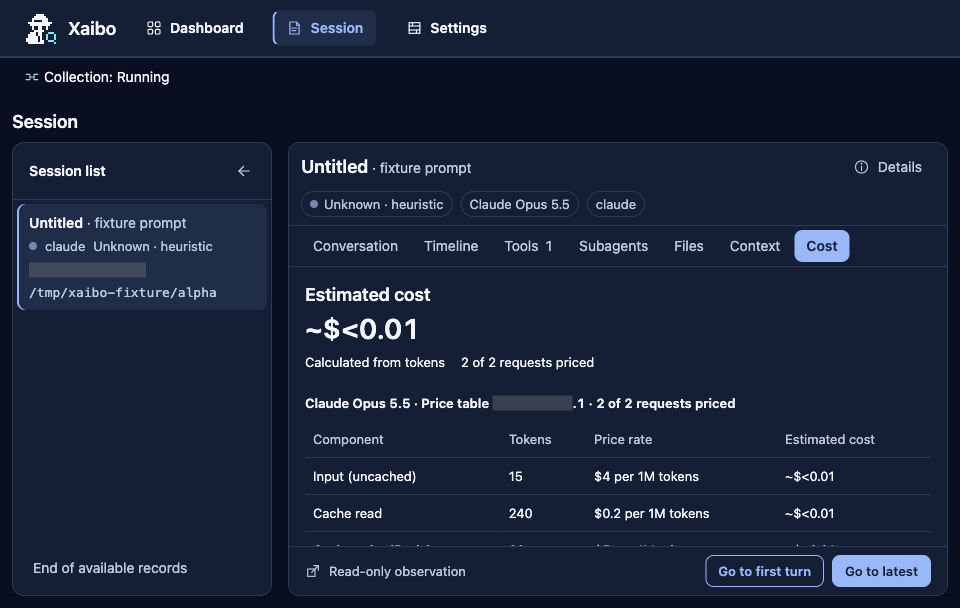 Xaibo Dashboard Session Settings
Collection: Running
Session
Session list
Untitled · fixture prompt
claude Unknown · heuristic
/tmp/xaibo-fixture/alpha
End of available records
Untitled · fixture prompt Details
Unknown · heuristic Claude Opus 5.5 claude
Conversation Timeline Tools 1 Subagents Files Context Cost
Estimated cost
~$<0.01
Calculated from tokens 2 of 2 requests priced
Claude Opus 5.5 · Price table .1 · 2 of 2 requests priced
Component Tokens Price rate Estimated cost
Input (uncached) 15 $4 per 1M tokens ~$<0.01
Cache read 240 $0.2 per 1M tokens ~$<0.01
Read-only observation Go to first turn Go to latest